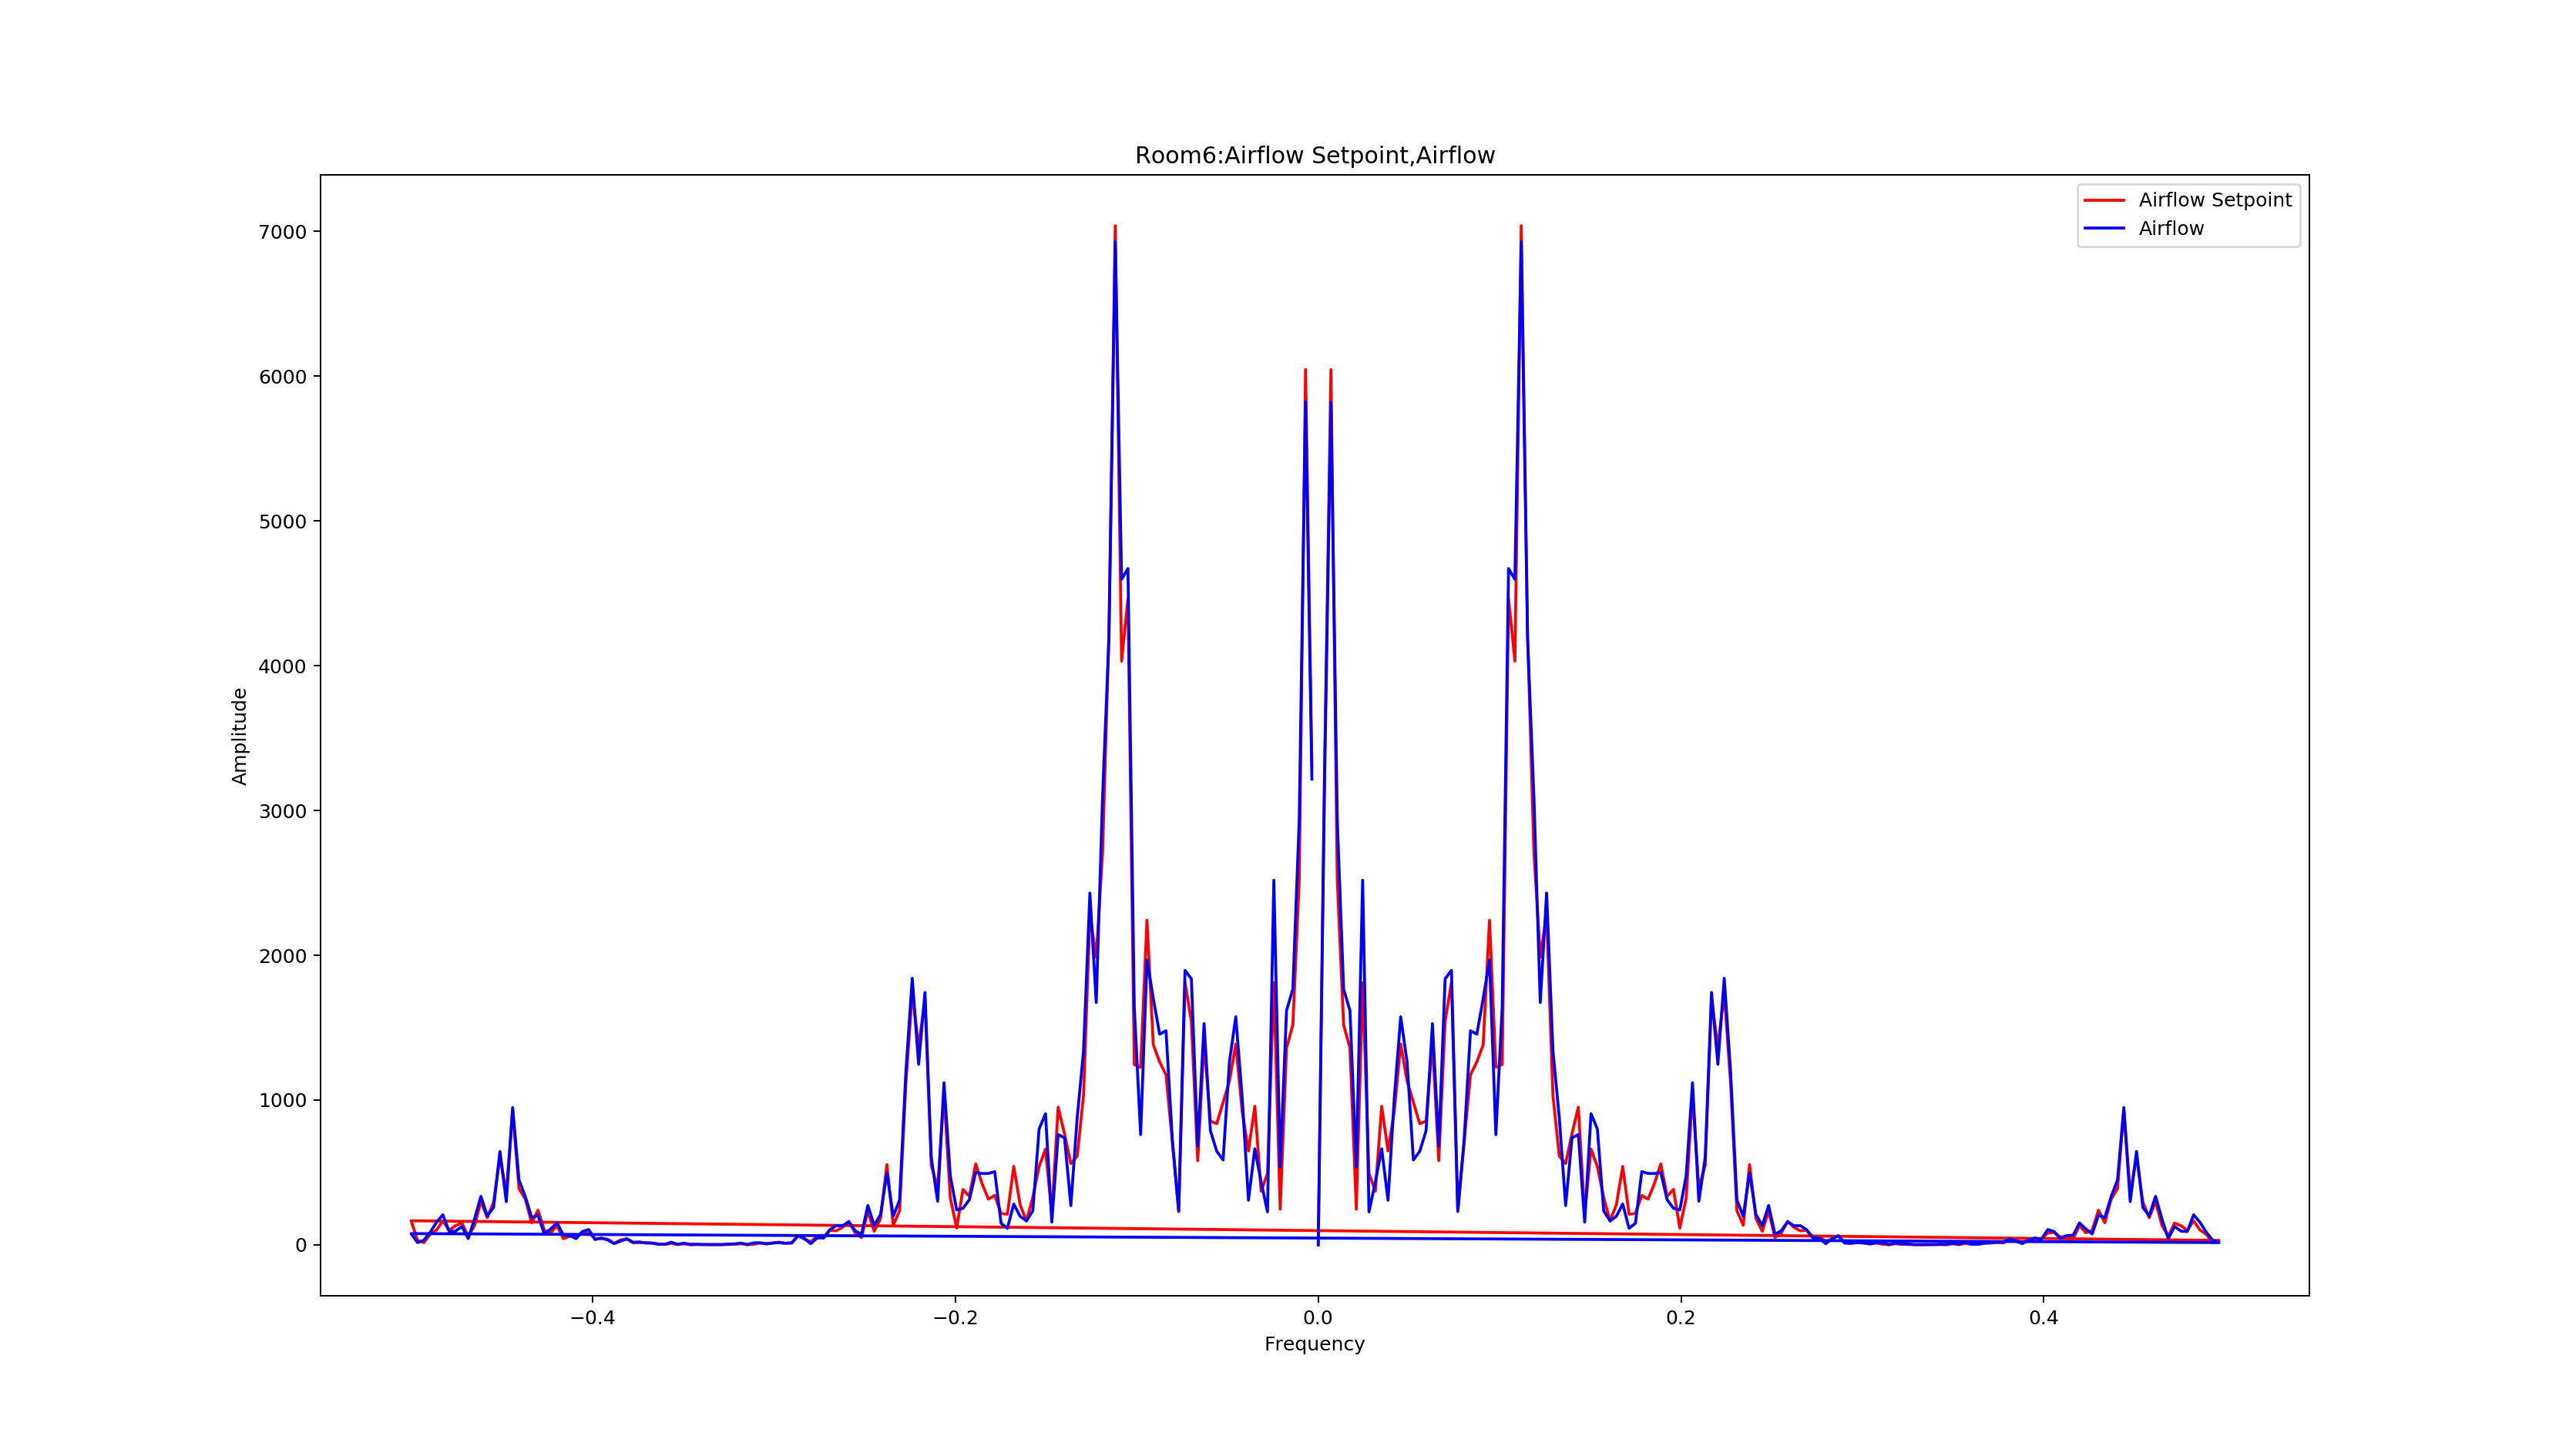 Room6:Airflow Setpoint,Airflow
Airflow Setpoint
Airflow
7000
6000
5000
4000
3000
2000
1000
0
Amplitude
−0.4
−0.2
0.0
0.2
0.4
Frequency